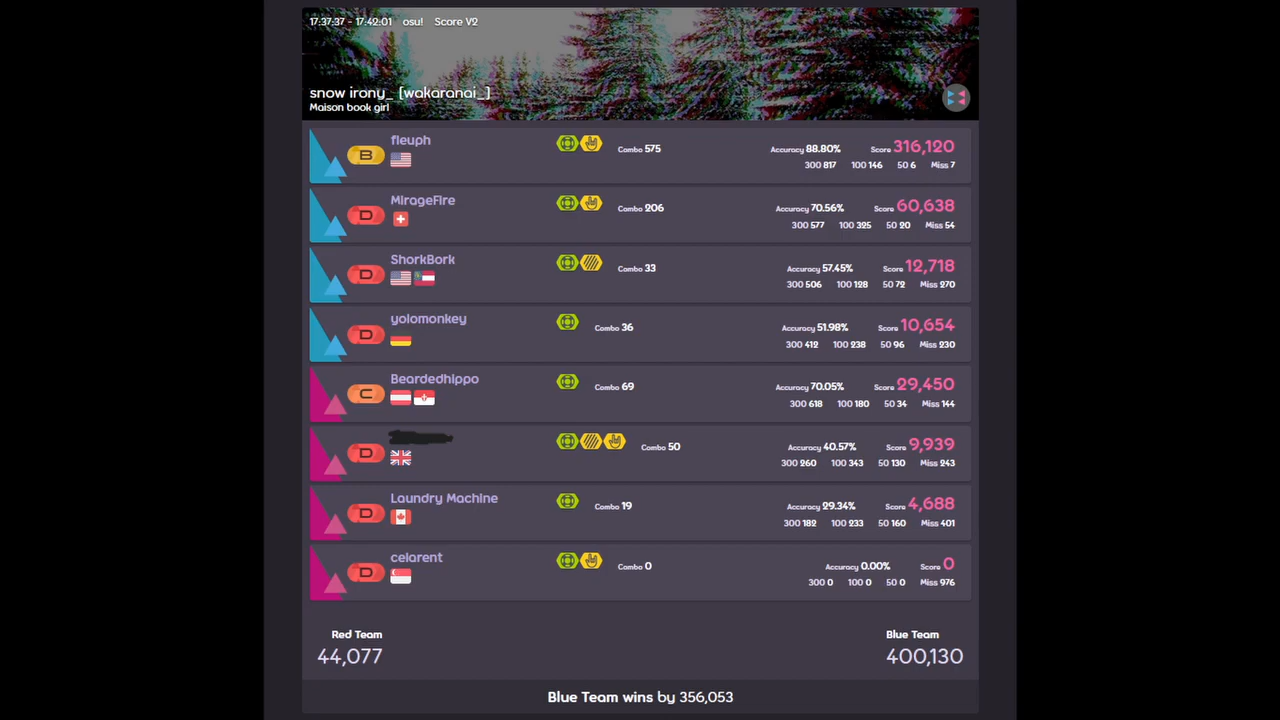 17:37:37 - 17:42:01 osu! Score V2
snow irony_ [wakaranai_]
Maison book girl
B fleuph Combo 575 Accuracy 88.80% Score 316,120
300 817 100 146 50 6 Miss 7
D MirageFire Combo 206 Accuracy 70.56% Score 60,638
300 577 100 325 50 20 Miss 54
D ShorkBork Combo 33 Accuracy 57.45% Score 12,718
300 506 100 128 50 72 Miss 270
D yolomonkey Combo 36 Accuracy 51.98% Score 10,654
300 412 100 238 50 96 Miss 230
C Beardedhippo Combo 69 Accuracy 70.05% Score 29,450
300 618 100 180 50 34 Miss 144
D Combo 50 Accuracy 40.57% Score 9,939
300 260 100 343 50 130 Miss 243
D Laundry Machine Combo 19 Accuracy 29.34% Score 4,688
300 182 100 233 50 160 Miss 401
D celarent Combo 0 Accuracy 0.00% Score 0
300 0 100 0 50 0 Miss 976
Red Team Blue Team
44,077 400,130
Blue Team wins by 356,053